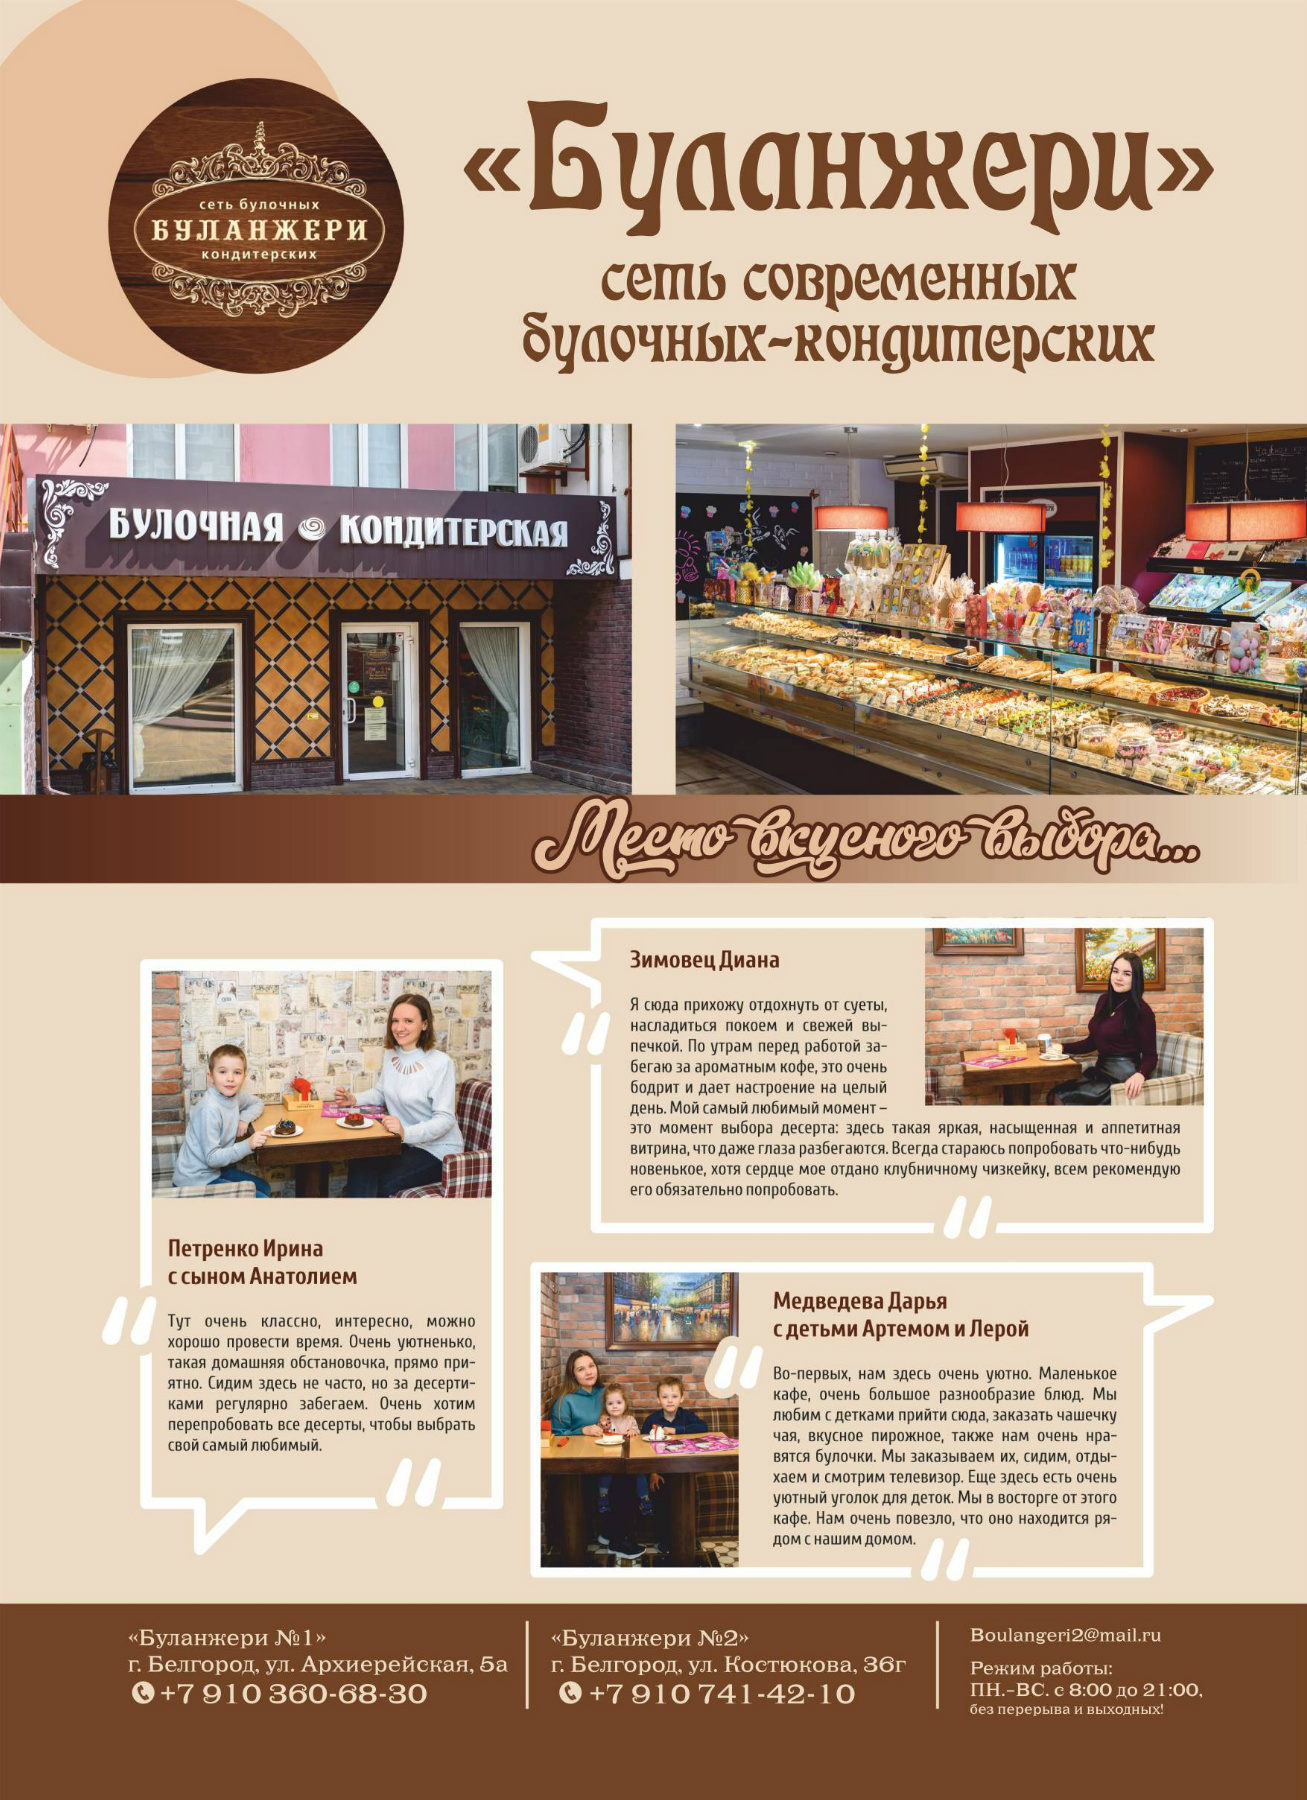 сеть булочных
БУЛАНЖЕРИ
кондитерских
«Буланжери»
сеть современных
булочных-кондитерских
БУЛОЧНАЯ КОНДИТЕРСКАЯ
Место вкусного выбора...
Зимовец Диана
Я сюда прихожу отдохнуть от суеты,
насладиться покоем и свежей вы-
печкой. По утрам перед работой за-
бегаю за ароматным кофе, это очень
бодрит и дает настроение на целый
день. Мой самый любимый момент –
это момент выбора десерта: здесь такая яркая, насыщенная и аппетитная
витрина, что даже глаза разбегаются. Всегда стараюсь попробовать что-нибудь
новенькое, хотя сердце мое отдано клубничному чизкейку, всем рекомендую
его обязательно попробовать.
Петренко Ирина
с сыном Анатолием
Тут очень классно, интересно, можно
хорошо провести время. Очень уютненько,
такая домашняя обстановочка, прямо при-
ятно. Сидим здесь не часто, но за десерти-
ками регулярно забегаем. Очень хотим
перепробовать все десерты, чтобы выбрать
свой самый любимый.
Медведева Дарья
с детьми Артемом и Лерой
Во-первых, нам здесь очень уютно. Маленькое
кафе, очень большое разнообразие блюд. Мы
любим с детками прийти сюда, заказать чашечку
чая, вкусное пирожное, также нам очень нра-
вятся булочки. Мы заказываем их, сидим, отды-
хаем и смотрим телевизор. Еще здесь есть очень
уютный уголок для деток. Мы в восторге от этого
кафе. Нам очень повезло, что оно находится ря-
дом с нашим домом.
«Буланжери №1»
г. Белгород, ул. Архиерейская, 5а
+7 910 360-68-30
«Буланжери №2»
г. Белгород, ул. Костюкова, 36г
+7 910 741-42-10
Boulangeri2@mail.ru
Режим работы:
ПН.-ВС. с 8:00 до 21:00,
без перерыва и выходных!